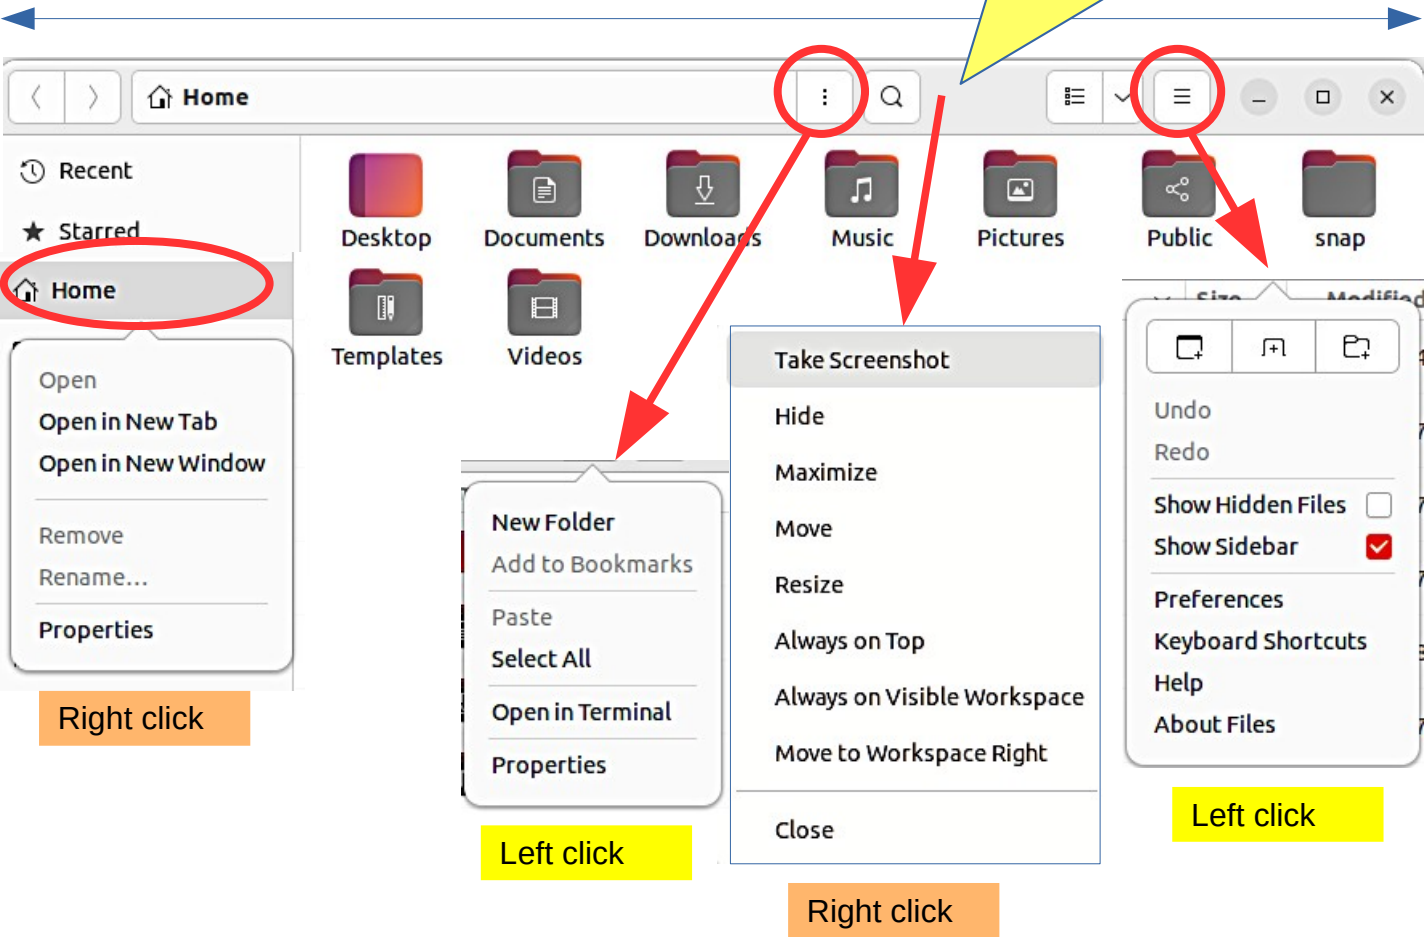 Home
Recent
Starred
Home
Desktop
Documents
Downloads
Music
Pictures
Public
snap
Templates
Videos
Open
Open in New Tab
Open in New Window
Remove
Rename...
Properties
Right click
New Folder
Add to Bookmarks
Paste
Select All
Open in Terminal
Properties
Left click
Take Screenshot
Hide
Maximize
Move
Resize
Always on Top
Always on Visible Workspace
Move to Workspace Right
Close
Right click
Size Modified
Undo
Redo
Show Hidden Files
Show Sidebar
Preferences
Keyboard Shortcuts
Help
About Files
Left click